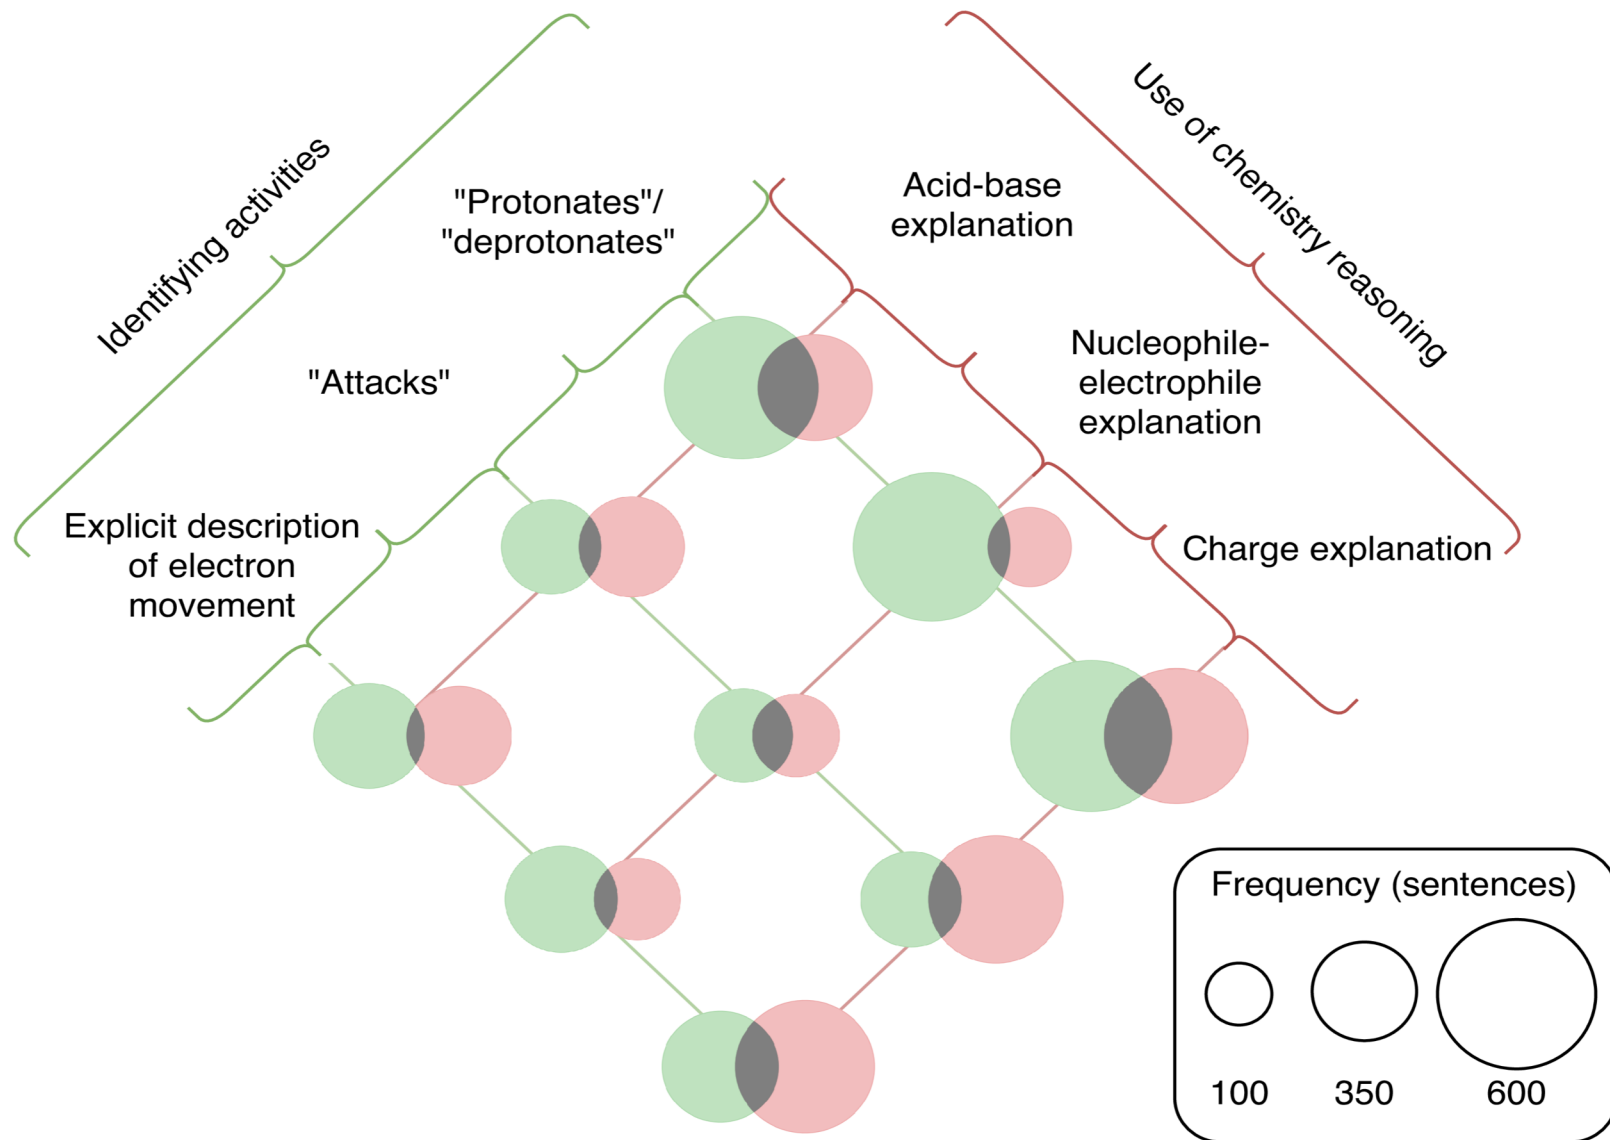 Identifying activities
Use of chemistry reasoning
"Protonates"/
"deprotonates"
Acid-base
explanation
"Attacks"
Nucleophile-
electrophile
explanation
Explicit description
of electron
movement
Charge explanation
Frequency (sentences)
100 350 600